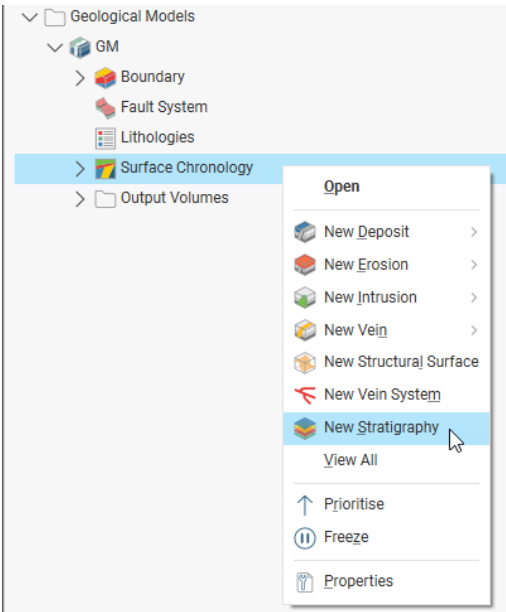 Geological Models
GM
Boundary
Fault System
Lithologies
Surface Chronology
Output Volumes
Open
New Deposit
New Erosion
New Intrusion
New Vein
New Structural Surface
New Vein System
New Stratigraphy
View All
Prioritise
Freeze
Properties